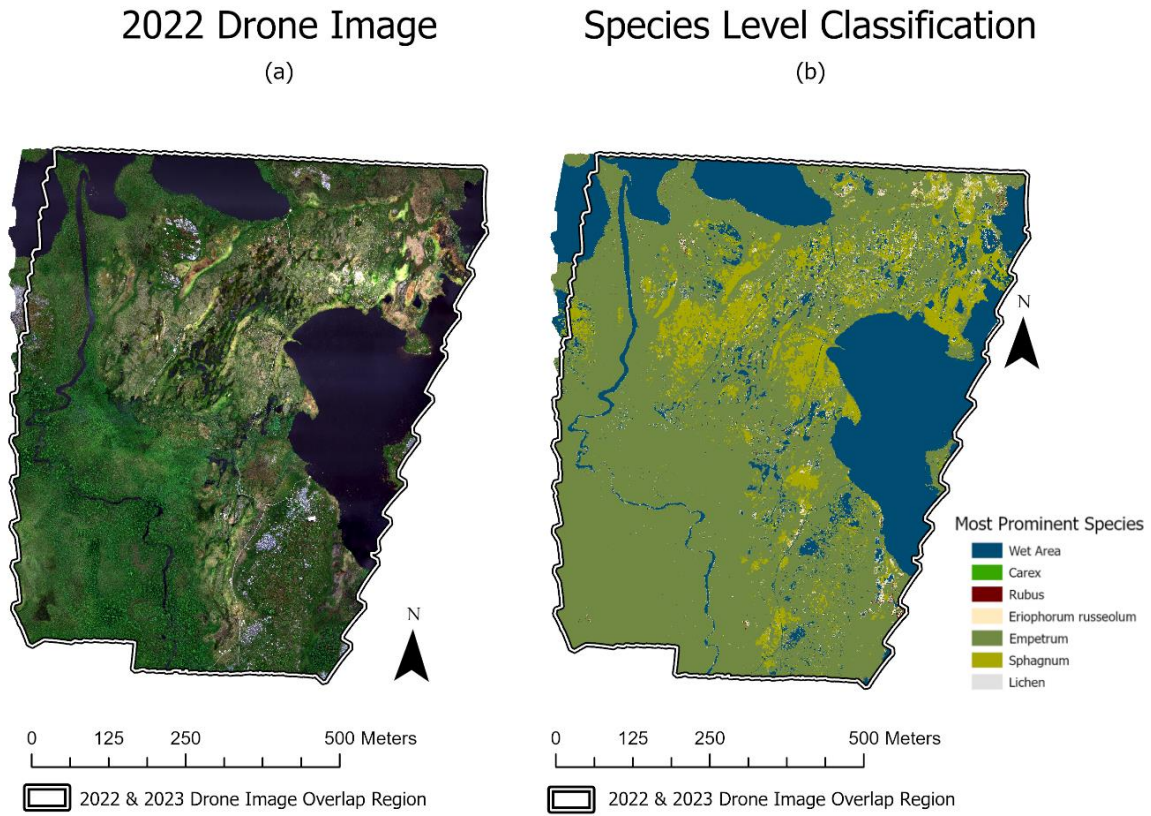 2022 Drone Image
(a)
Species Level Classification
(b)
N
N
Most Prominent Species
Wet Area
Carex
Rubus
Eriophorum russeolum
Empetrum
Sphagnum
Lichen
0 125 250 500 Meters
0 125 250 500 Meters
2022 & 2023 Drone Image Overlap Region
2022 & 2023 Drone Image Overlap Region